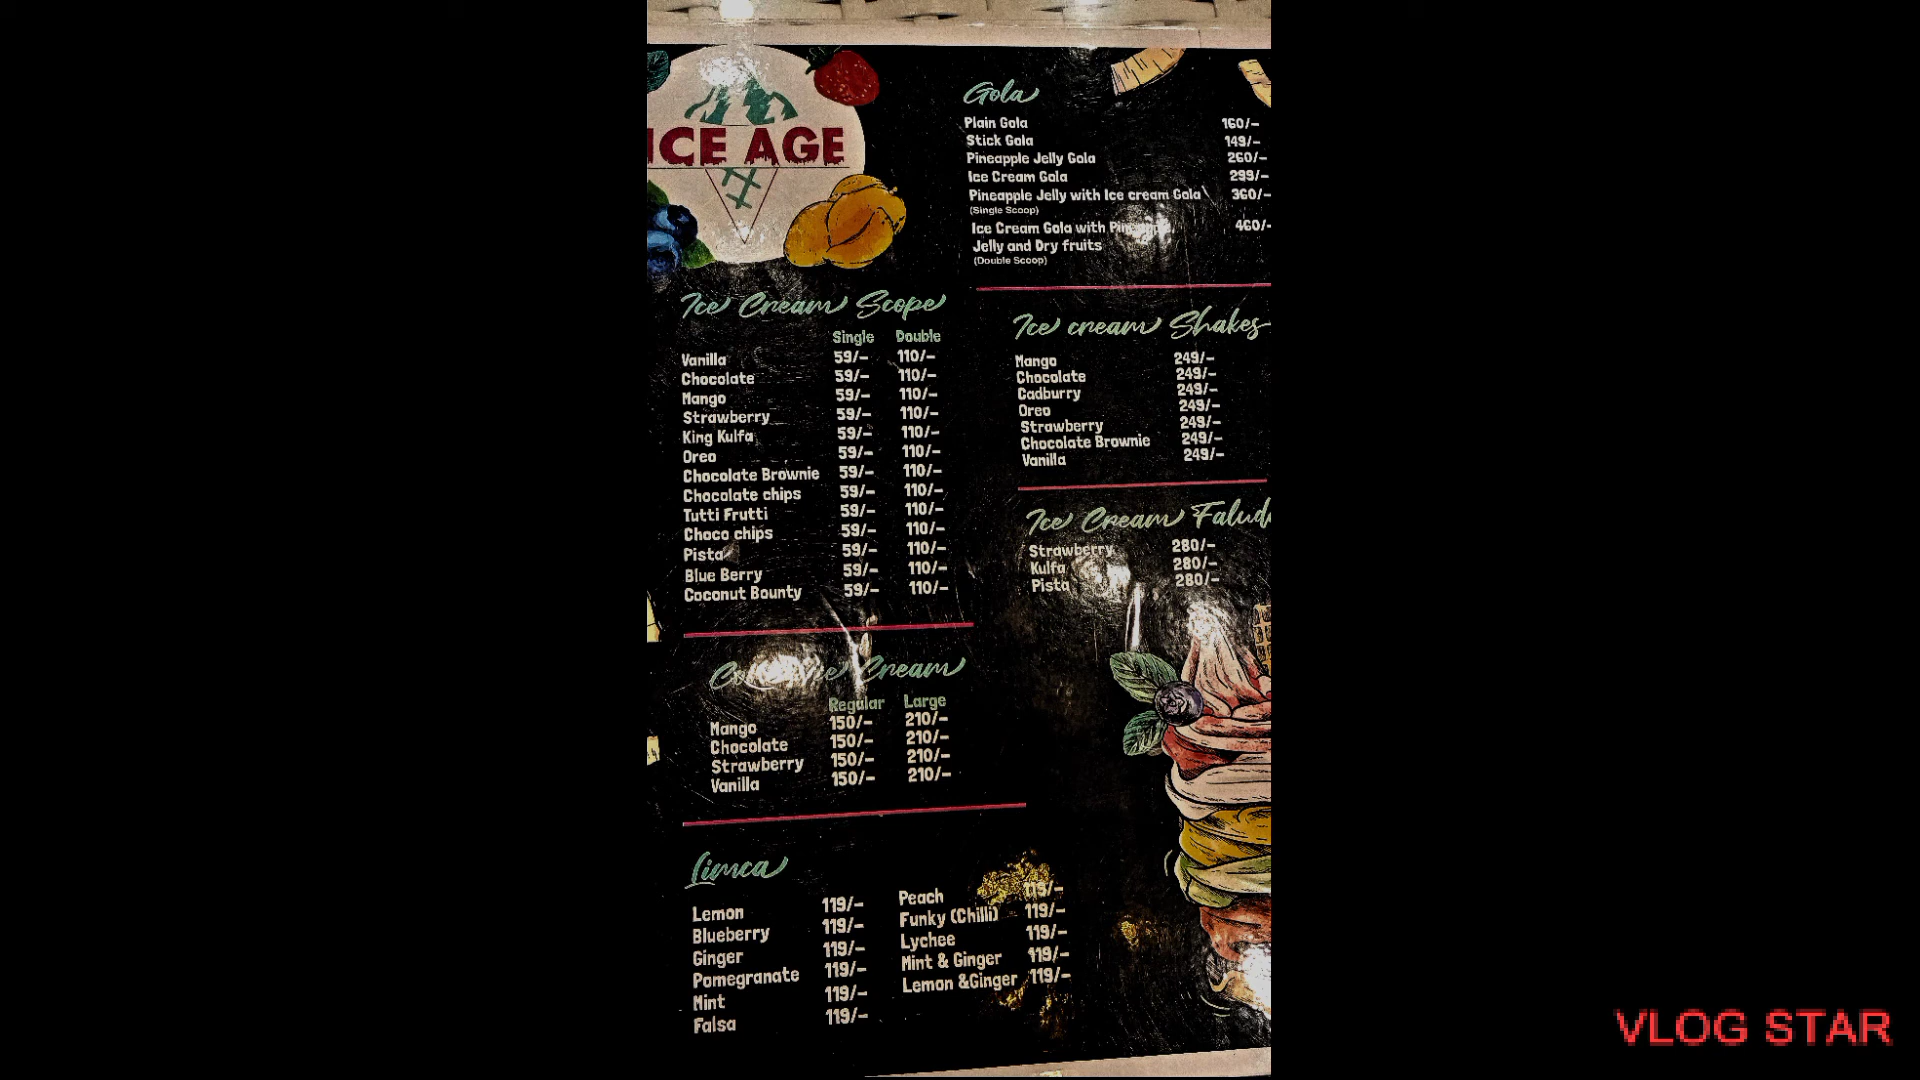 ICE AGE
Gola
Plain Gola 160/-
Stick Gola 149/-
Pineapple Jelly Gola 260/-
Ice Cream Gola 299/-
Pineapple Jelly with Ice cream Gola 360/-
(Single Scoop)
Ice Cream Gola with 460/-
Jelly and Dry fruits
(Double Scoop)
Ice Cream Scope
Single Double
Vanilla 59/- 110/-
Chocolate 59/- 110/-
Mango 59/- 110/-
Strawberry 59/- 110/-
King Kulfa 59/- 110/-
Oreo 59/- 110/-
Chocolate Brownie 59/- 110/-
Chocolate chips 59/- 110/-
Tutti Frutti 59/- 110/-
Choco chips 59/- 110/-
Pista 59/- 110/-
Blue Berry 59/- 110/-
Coconut Bounty 59/- 110/-
Ice cream Shakes
Mango 249/-
Chocolate 249/-
Cadburry 249/-
Oreo 249/-
Strawberry 249/-
Chocolate Brownie 249/-
Vanilla 249/-
Ice Cream Falud
Strawberry 280/-
Kulfa 280/-
Pista 280/-
Cream
Regular Large
Mango 150/- 210/-
Chocolate 150/- 210/-
Strawberry 150/- 210/-
Vanilla 150/- 210/-
Limca
Lemon 119/-
Blueberry 119/-
Ginger 119/-
Pomegranate 119/-
Mint 119/-
Falsa 119/-
Peach 119/-
Funky (Chilli) 119/-
Lychee 119/-
Mint & Ginger 119/-
Lemon &Ginger 119/-
VLOG STAR